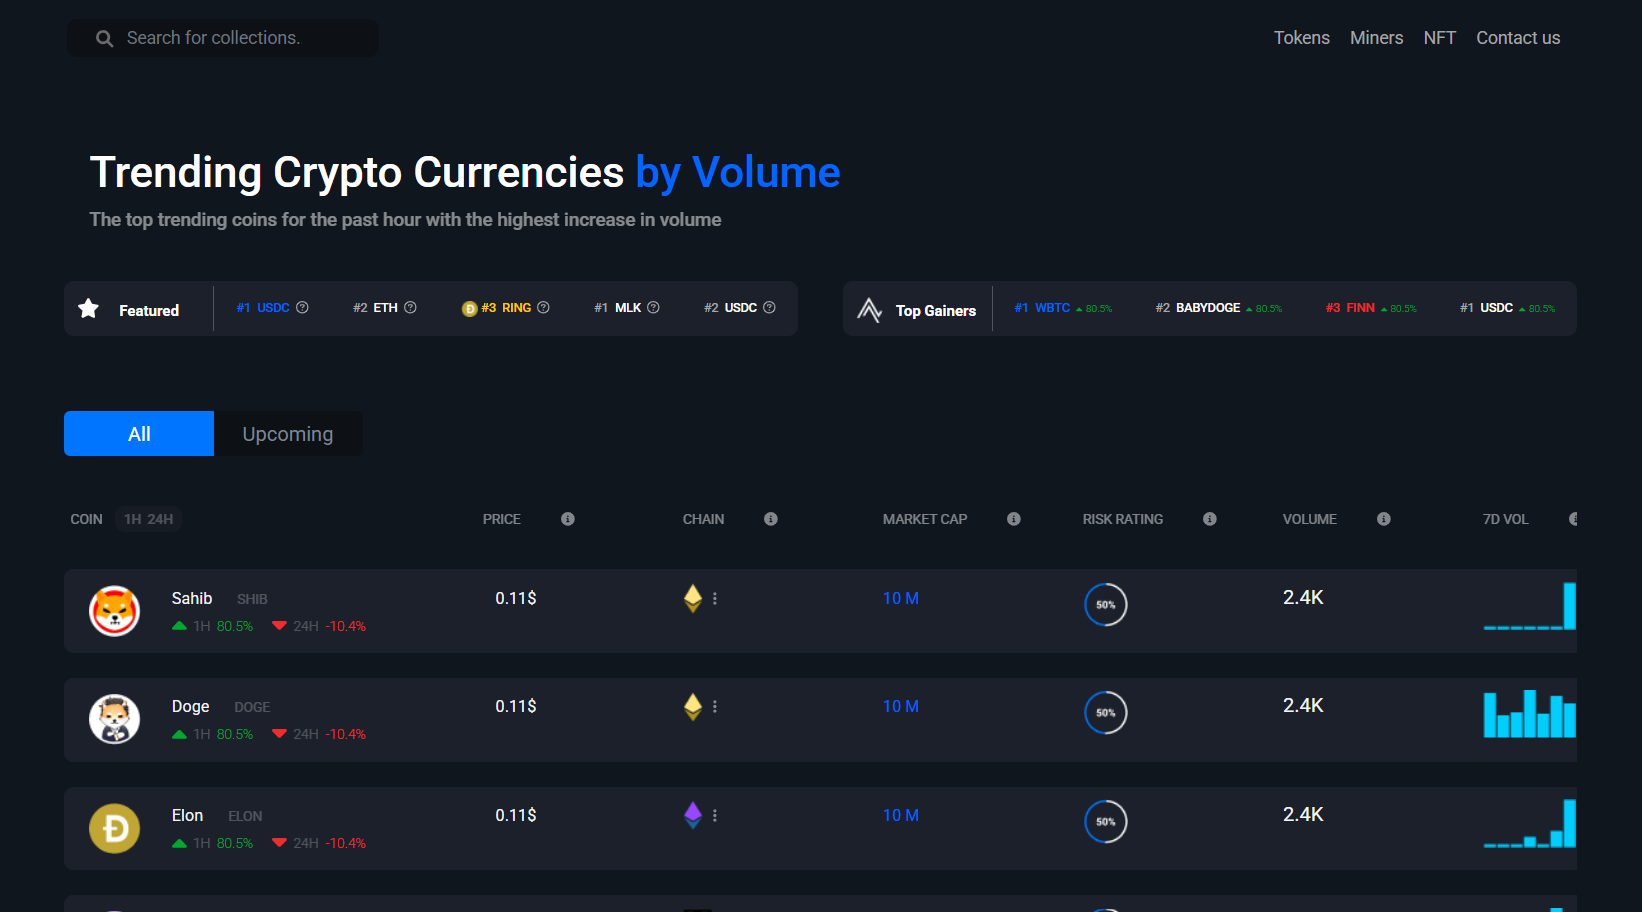 Search for collections.
Tokens Miners NFT Contact us
Trending Crypto Currencies by Volume
The top trending coins for the past hour with the highest increase in volume
Featured #1 USDC #2 ETH #3 RING #1 MLK #2 USDC
Top Gainers #1 WBTC 80.5% #2 BABYDOGE 80.5% #3 FINN 80.5% #1 USDC 80.5%
All Upcoming
COIN 1H 24H PRICE CHAIN MARKET CAP RISK RATING VOLUME 7D VOL
Sahib SHIB 0.11$ 10 M 50% 2.4K
1H 80.5% 24H -10.4%
Doge DOGE 0.11$ 10 M 50% 2.4K
1H 80.5% 24H -10.4%
Elon ELON 0.11$ 10 M 50% 2.4K
1H 80.5% 24H -10.4%